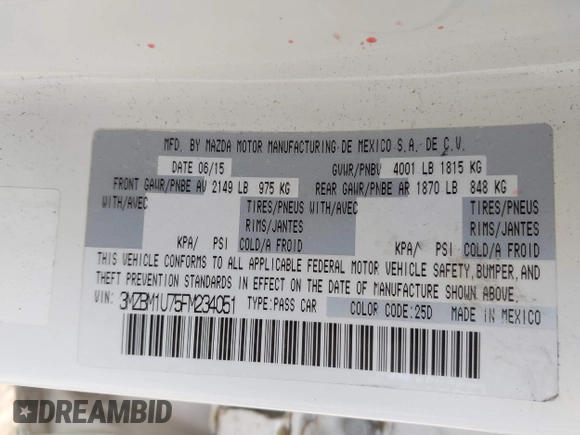 MFD. BY MAZDA MOTOR MANUFACTURING DE MEXICO S.A. DE C.V.
DATE 06/15 GVWR/PNBV 4001 LB 1815 KG
FRONT GAWR/PNBE AV 2149 LB 975 KG REAR GAWR/PNBE AR 1870 LB 848 KG
WITH/AVEC TIRES/PNEUS WITH/AVEC TIRES/PNEUS
RIMS/JANTES RIMS/JANTES
KPA/ PSI COLD/A FROID KPA/ PSI COLD/A FROID
THIS VEHICLE CONFORMS TO ALL APPLICABLE FEDERAL MOTOR VEHICLE SAFETY, BUMPER, AND
THEFT PREVENTION STANDARDS IN EFFECT ON THE DATE OF MANUFACTURE SHOWN ABOVE.
VIN: 3MZBM1U75FM234051 TYPE:PASS CAR COLOR CODE:25D MADE IN MEXICO
DREAMBID